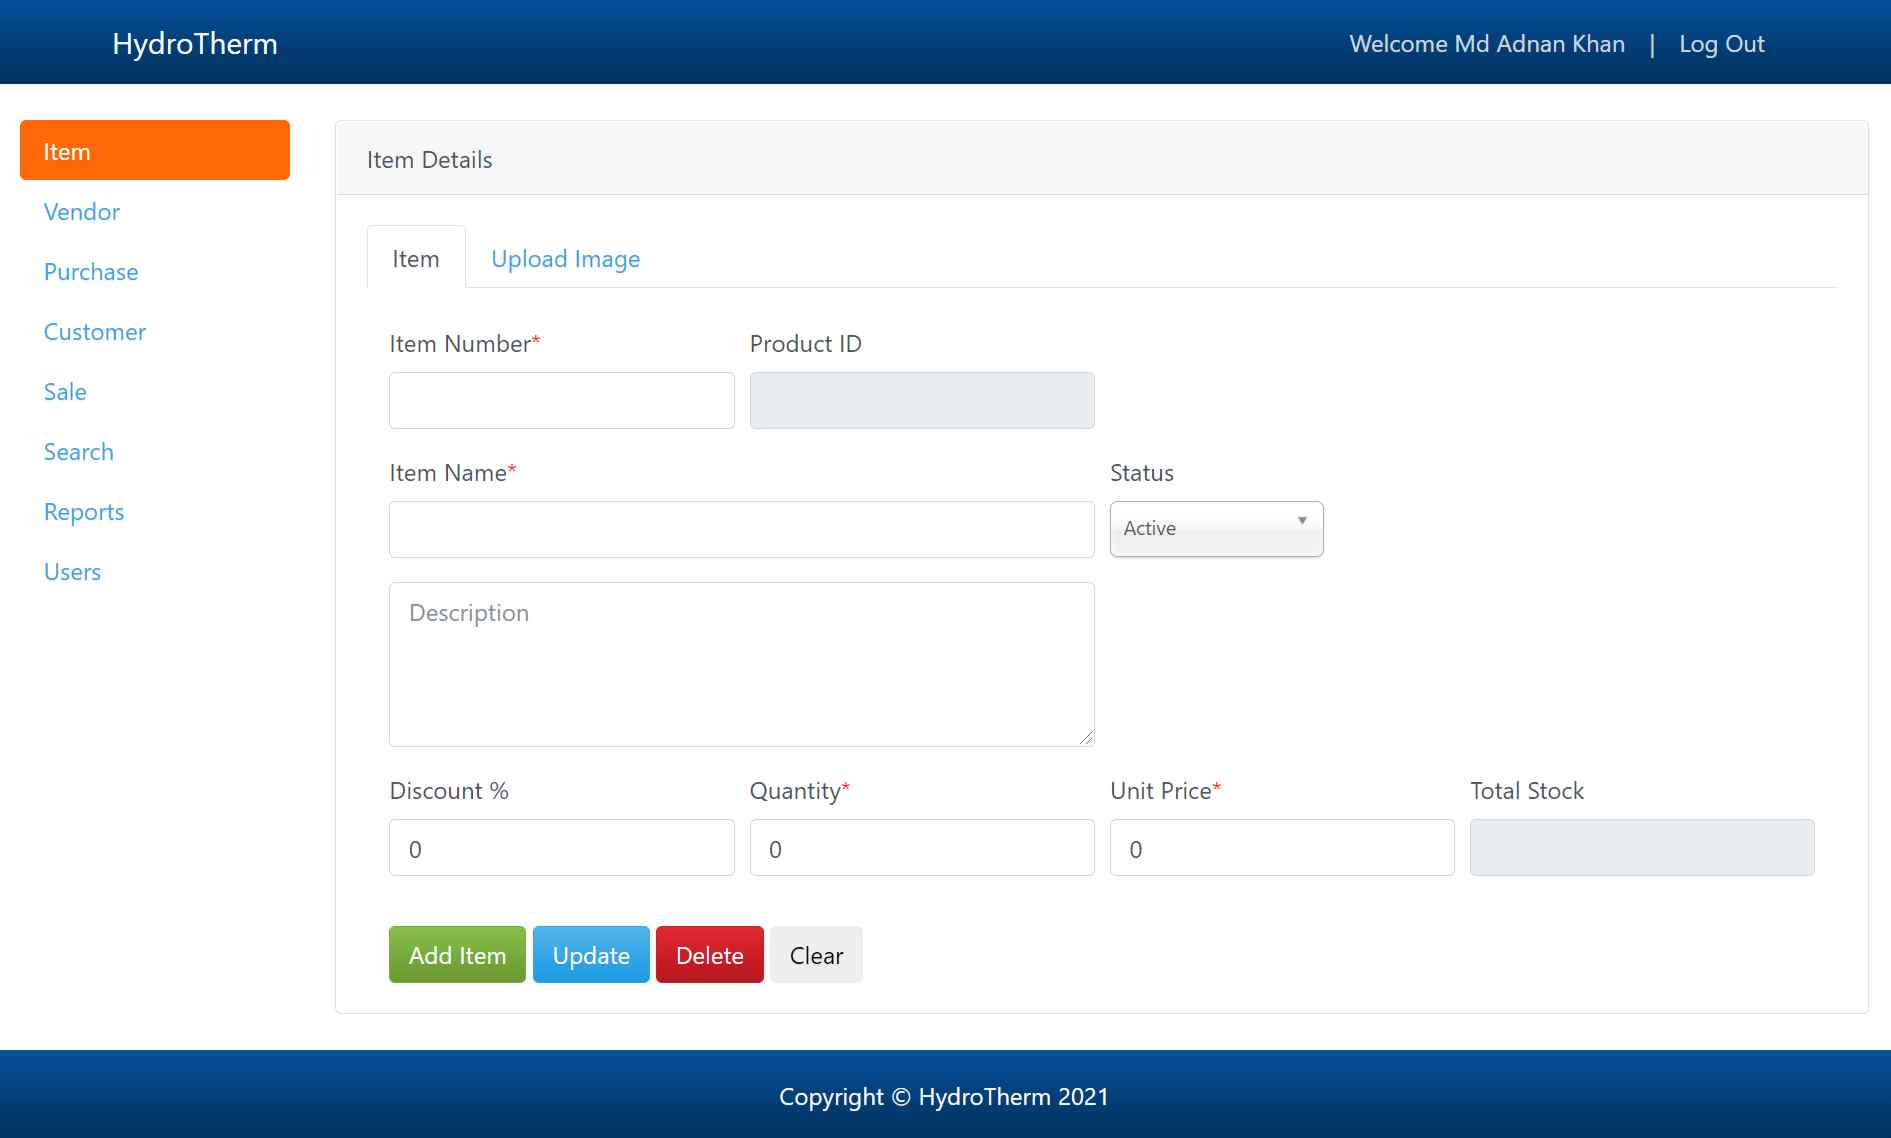 HydroTherm
Welcome Md Adnan Khan | Log Out
Item
Vendor
Purchase
Customer
Sale
Search
Reports
Users
Item Details
Item Upload Image
Item Number* Product ID
Item Name* Status
Active
Description
Discount % Quantity* Unit Price* Total Stock
0 0 0
Add Item Update Delete Clear
Copyright © HydroTherm 2021